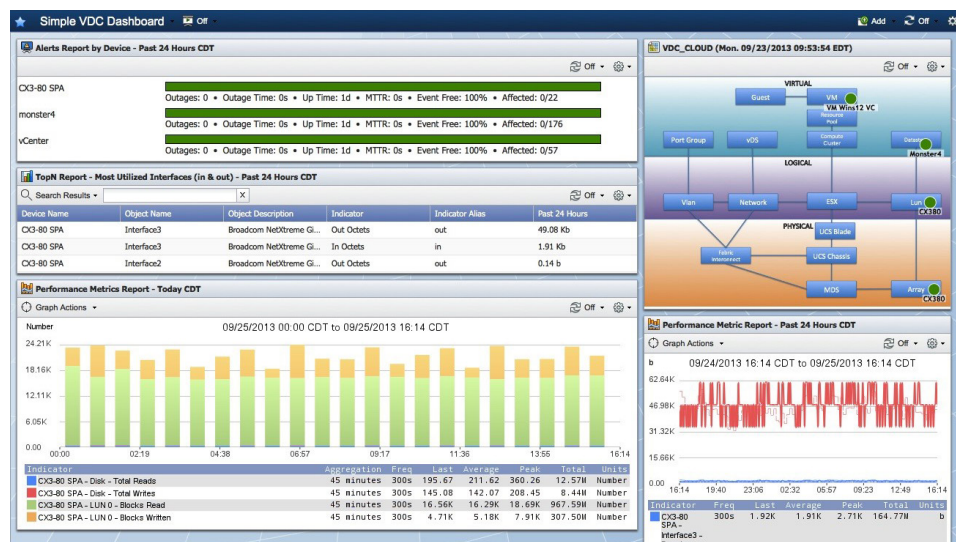 Simple VDC Dashboard Off Add Off
Alerts Report by Device - Past 24 Hours CDT
Off
CX3-80 SPA
Outages: 0 • Outage Time: 0s • Up Time: 1d • MTTR: 0s • Event Free: 100% • Affected: 0/22
monster4
Outages: 0 • Outage Time: 0s • Up Time: 1d • MTTR: 0s • Event Free: 100% • Affected: 0/176
vCenter
Outages: 0 • Outage Time: 0s • Up Time: 1d • MTTR: 0s • Event Free: 100% • Affected: 0/57
TopN Report - Most Utilized Interfaces (in & out) - Past 24 Hours CDT
Search Results X Off
Device Name Object Name Object Description Indicator Indicator Alias Past 24 Hours
CX3-80 SPA Interface3 Broadcom NetXtreme Gi... Out Octets out 49.08 Kb
CX3-80 SPA Interface3 Broadcom NetXtreme Gi... In Octets in 1.91 Kb
CX3-80 SPA Interface2 Broadcom NetXtreme Gi... Out Octets out 0.14 b
Performance Metrics Report - Today CDT
Graph Actions Off
Number 09/25/2013 00:00 CDT to 09/25/2013 16:14 CDT
24.21K
18.16K
12.11K
6.05K
0.00
00:00 02:19 04:38 06:57 09:17 11:36 13:55 16:14
Indicator Aggregation Freq Last Average Peak Total Units
CX3-80 SPA - Disk - Total Reads 45 minutes 300s 195.67 211.62 360.26 12.57M Number
CX3-80 SPA - Disk - Total Writes 45 minutes 300s 145.08 142.07 208.45 8.44M Number
CX3-80 SPA - LUN 0 - Blocks Read 45 minutes 300s 16.56K 16.29K 18.69K 967.59M Number
CX3-80 SPA - LUN 0 - Blocks Written 45 minutes 300s 4.71K 5.18K 7.91K 307.50M Number
VDC_CLOUD (Mon. 09/23/2013 09:53:54 EDT)
Off
VIRTUAL
Guest VM
VM Wins12 VC
Resource
Pool
Port Group vDS Compute
Cluster
Monster4
LOGICAL
Vlan Network ESX Lun
CX380
PHYSICAL UCS Blade
Fabric
Interconnect UCS Chassis
MDS Array
CX380
Performance Metric Report - Past 24 Hours CDT
Graph Actions Off
b 09/24/2013 16:14 CDT to 09/25/2013 16:14 CDT
62.64K
46.98K
31.32K
15.66K
0.00
16:14 19:40 23:06 02:32 05:57 09:23 12:49 16:14
Indicator Freq Last Average Peak Total Units
CX3-80 300s 1.92K 1.91K 2.71K 164.77M b
SPA -
Interface3 -